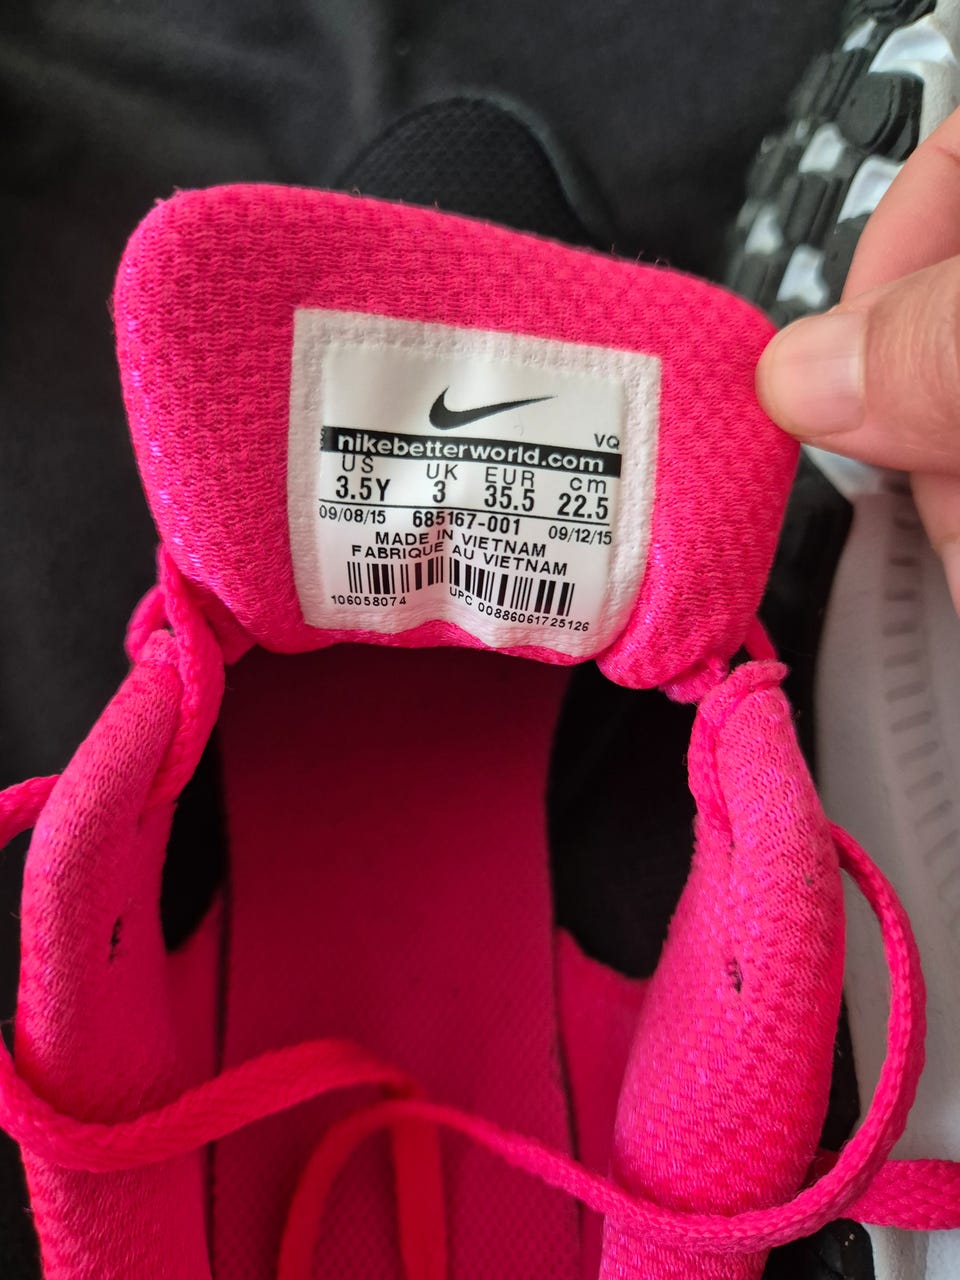 VQ
nikebetterworld.com
US UK EUR cm
3.5Y 3 35.5 22.5
09/08/15 685167-001 09/12/15
MADE IN VIETNAM
FABRIQUE AU VIETNAM
106058074 UPC 00886061725126